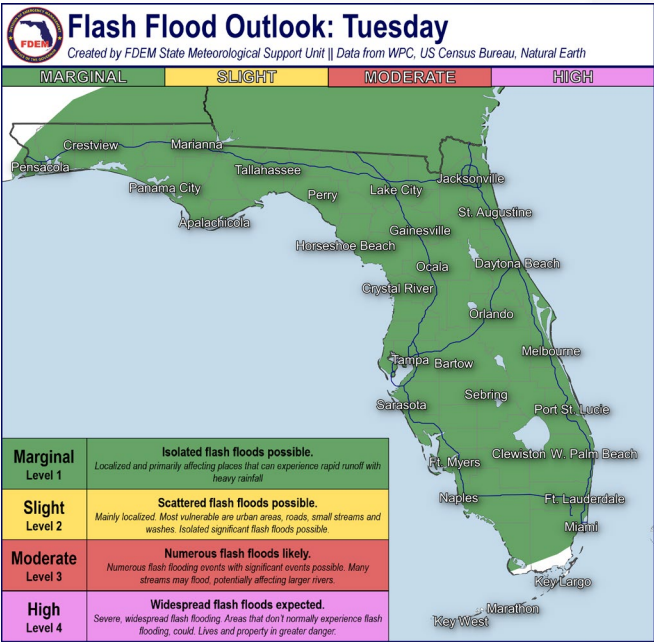 Flash Flood Outlook: Tuesday
Created by FDEM State Meteorological Support Unit || Data from WPC, US Census Bureau, Natural Earth
FDEM
MARGINAL SLIGHT MODERATE HIGH
Crestview
Marianna
Pensacola
Tallahassee
Jacksonville
Panama City
Perry
Lake City
Apalachicola
St. Augustine
Gainesville
Horseshoe Beach
Ocala
Daytona Beach
Crystal River
Orlando
Melbourne
Tampa
Bartow
Sebring
Sarasota
Port St. Lucie
Clewiston
W. Palm Beach
Ft. Myers
Naples
Ft. Lauderdale
Miami
Key Largo
Marathon
Key West
Marginal
Level 1
Isolated flash floods possible.
Localized and primarily affecting places that can experience rapid runoff with
heavy rainfall
Slight
Level 2
Scattered flash floods possible.
Mainly localized. Most vulnerable are urban areas, roads, small streams and
washes. Isolated significant flash floods possible.
Moderate
Level 3
Numerous flash floods likely.
Numerous flash flooding events with significant events possible. Many
streams may flood, potentially affecting larger rivers.
High
Level 4
Widespread flash floods expected.
Severe, widespread flash flooding. Areas that don't normally experience flash
flooding, could. Lives and property in greater danger.